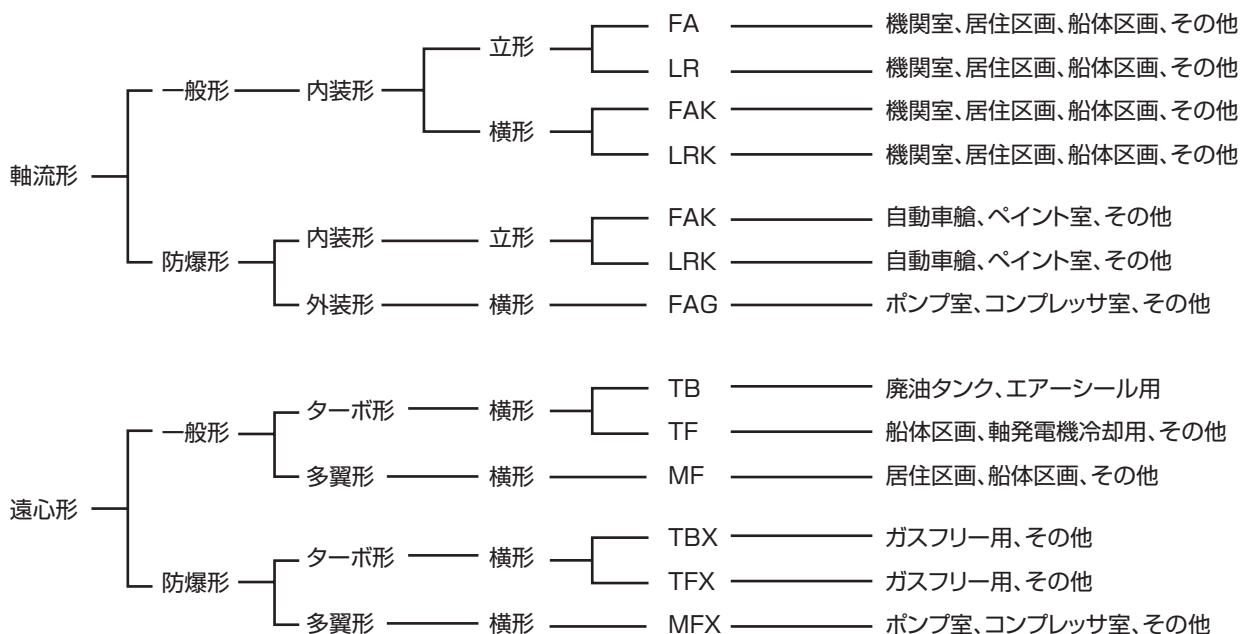 FA 機関室、居住区画、船体区画、その他
立形
LR 機関室、居住区画、船体区画、その他
一般形 内装形
FAK 機関室、居住区画、船体区画、その他
横形
LRK 機関室、居住区画、船体区画、その他
軸流形
FAK 自動車艙、ペイント室、その他
内装形 立形
防爆形
LRK 自動車艙、ペイント室、その他
外装形 横形 FAG ポンプ室、コンプレッサ室、その他
TB 廃油タンク、エアーシール用
ターボ形 横形
一般形
TF 船体区画、軸発電機冷却用、その他
多翼形 横形 MF 居住区画、船体区画、その他
遠心形
TBX ガスフリー用、その他
ターボ形 横形
防爆形
TFX ガスフリー用、その他
多翼形 横形 MFX ポンプ室、コンプレッサ室、その他